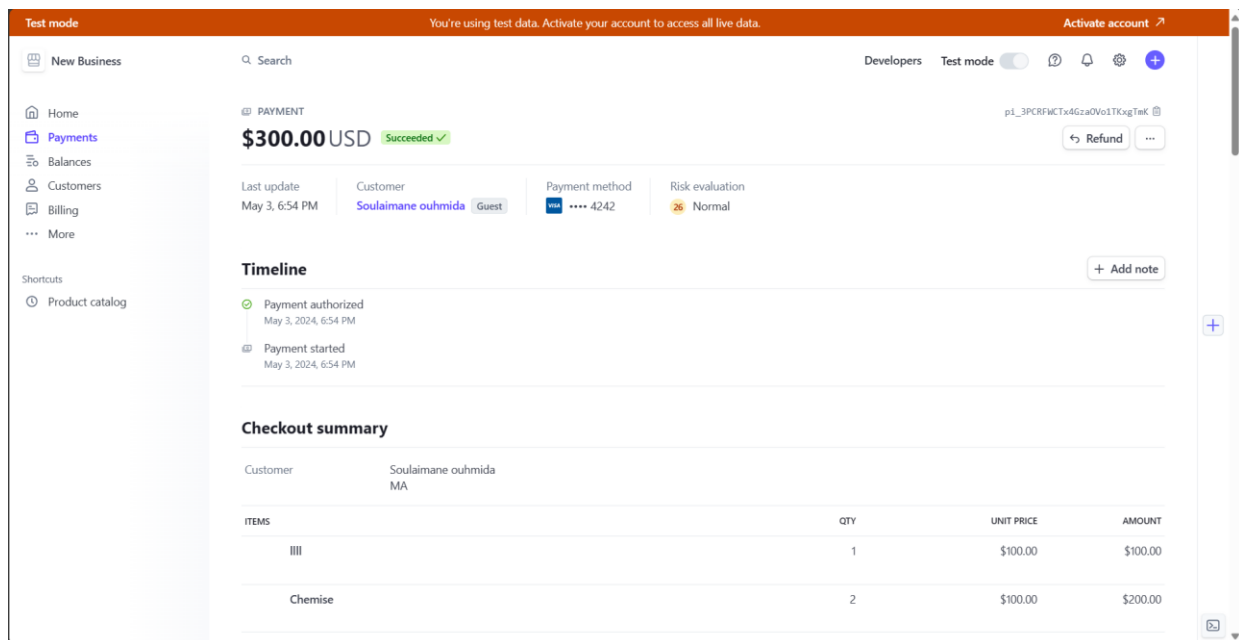 Test mode You're using test data. Activate your account to access all live data. Activate account
New Business Search Developers Test mode
Home
Payments
Balances
Customers
Billing
More
Shortcuts
Product catalog
PAYMENT pi_3PCRFWCTx4GzaOVo1TKxgTmK
$300.00 USD Succeeded Refund
Last update Customer Payment method Risk evaluation
May 3, 6:54 PM Soulaimane ouhmida Guest VISA •••• 4242 26 Normal
Timeline + Add note
Payment authorized
May 3, 2024, 6:54 PM
Payment started
May 3, 2024, 6:54 PM
Checkout summary
Customer Soulaimane ouhmida
MA
ITEMS QTY UNIT PRICE AMOUNT
llll 1 $100.00 $100.00
Chemise 2 $100.00 $200.00